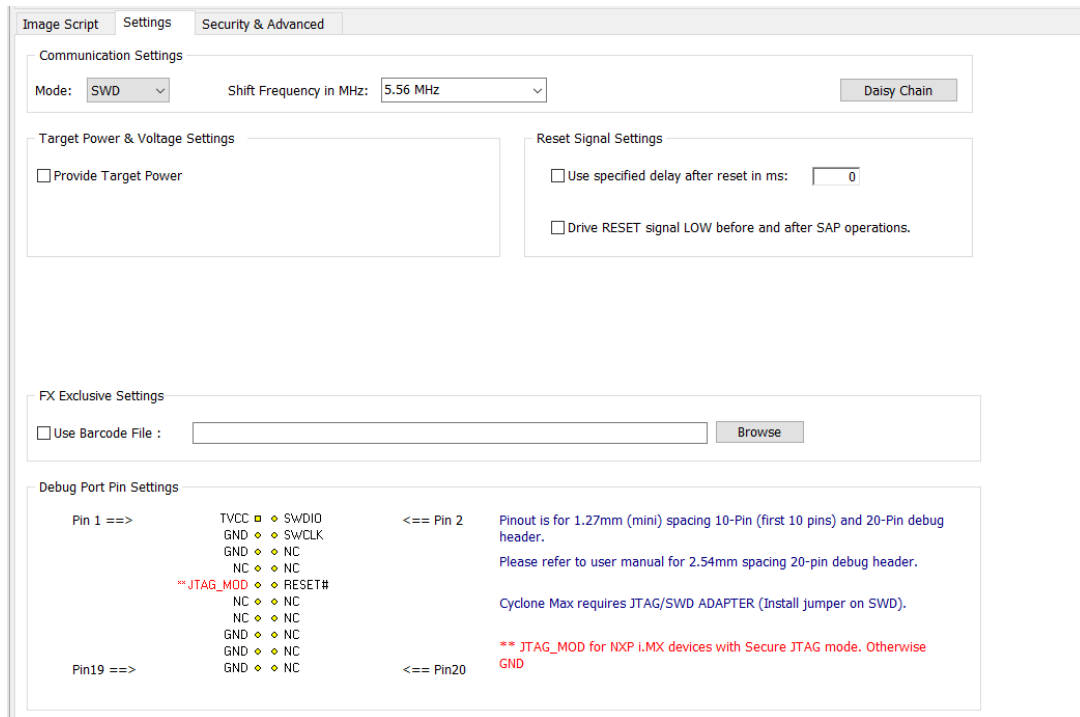 Image Script Settings Security & Advanced
Communication Settings
Mode: SWD Shift Frequency in MHz: 5.56 MHz Daisy Chain
Target Power & Voltage Settings Reset Signal Settings
Provide Target Power Use specified delay after reset in ms: 0
Drive RESET signal LOW before and after SAP operations.
FX Exclusive Settings
Use Barcode File : Browse
Debug Port Pin Settings
Pin 1 ==> TVCC SWDIO <== Pin 2
GND SWCLK
GND NC
NC NC
**JTAG_MOD RESET#
NC NC
NC NC
GND NC
GND NC
Pin19 ==> GND NC <== Pin20
Pinout is for 1.27mm (mini) spacing 10-Pin (first 10 pins) and 20-Pin debug
header.
Please refer to user manual for 2.54mm spacing 20-pin debug header.
Cyclone Max requires JTAG/SWD ADAPTER (Install jumper on SWD).
** JTAG_MOD for NXP i.MX devices with Secure JTAG mode. Otherwise
GND